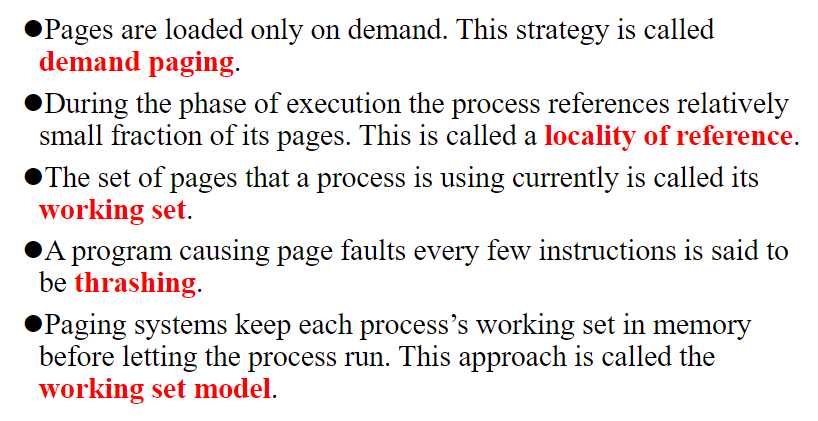 ●Pages are loaded only on demand. This strategy is called
demand paging.
●During the phase of execution the process references relatively
small fraction of its pages. This is called a locality of reference.
●The set of pages that a process is using currently is called its
working set.
●A program causing page faults every few instructions is said to
be thrashing.
●Paging systems keep each process’s working set in memory
before letting the process run. This approach is called the
working set model.